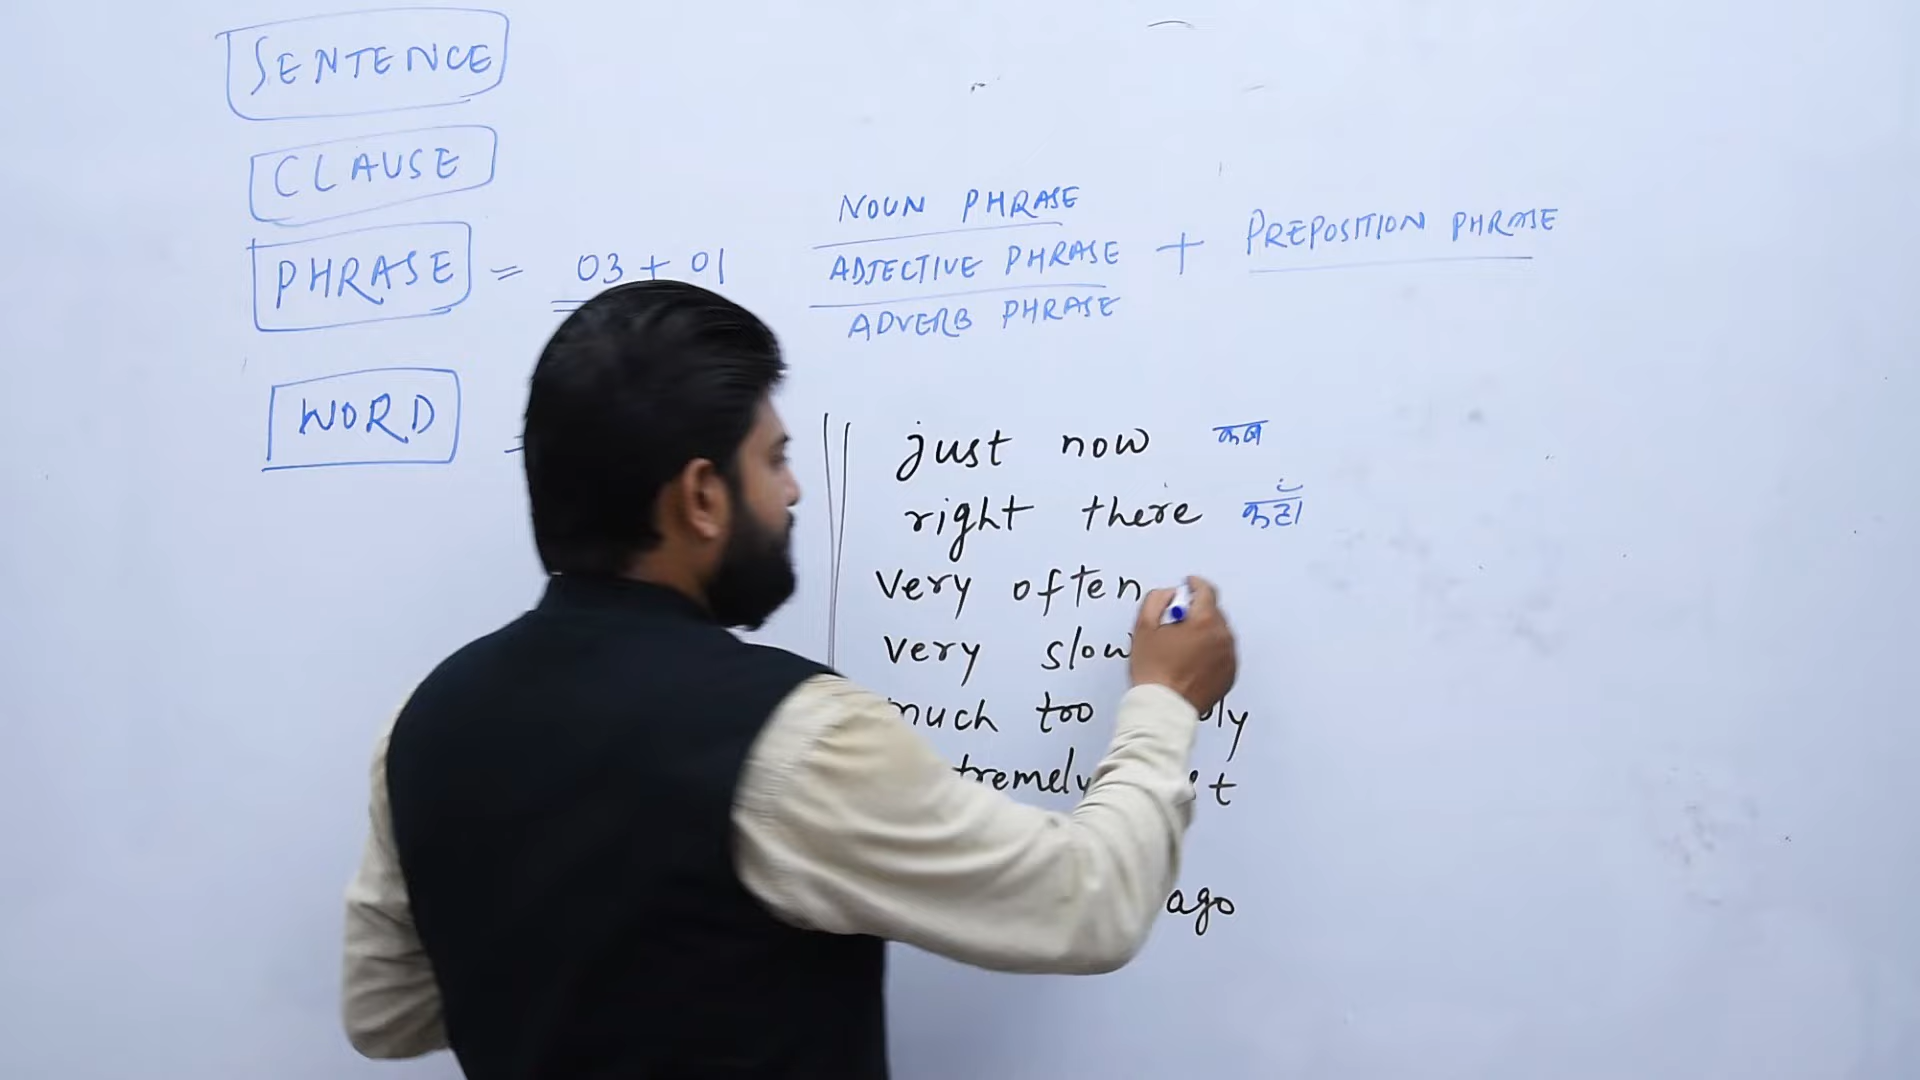 SENTENCE
CLAUSE
PHRASE = 03 + 01
NOUN PHRASE
ADJECTIVE PHRASE
ADVERB PHRASE
+ PREPOSITION PHRASE
WORD
just now कब
right there कहाँ
very often
very
much too
ago